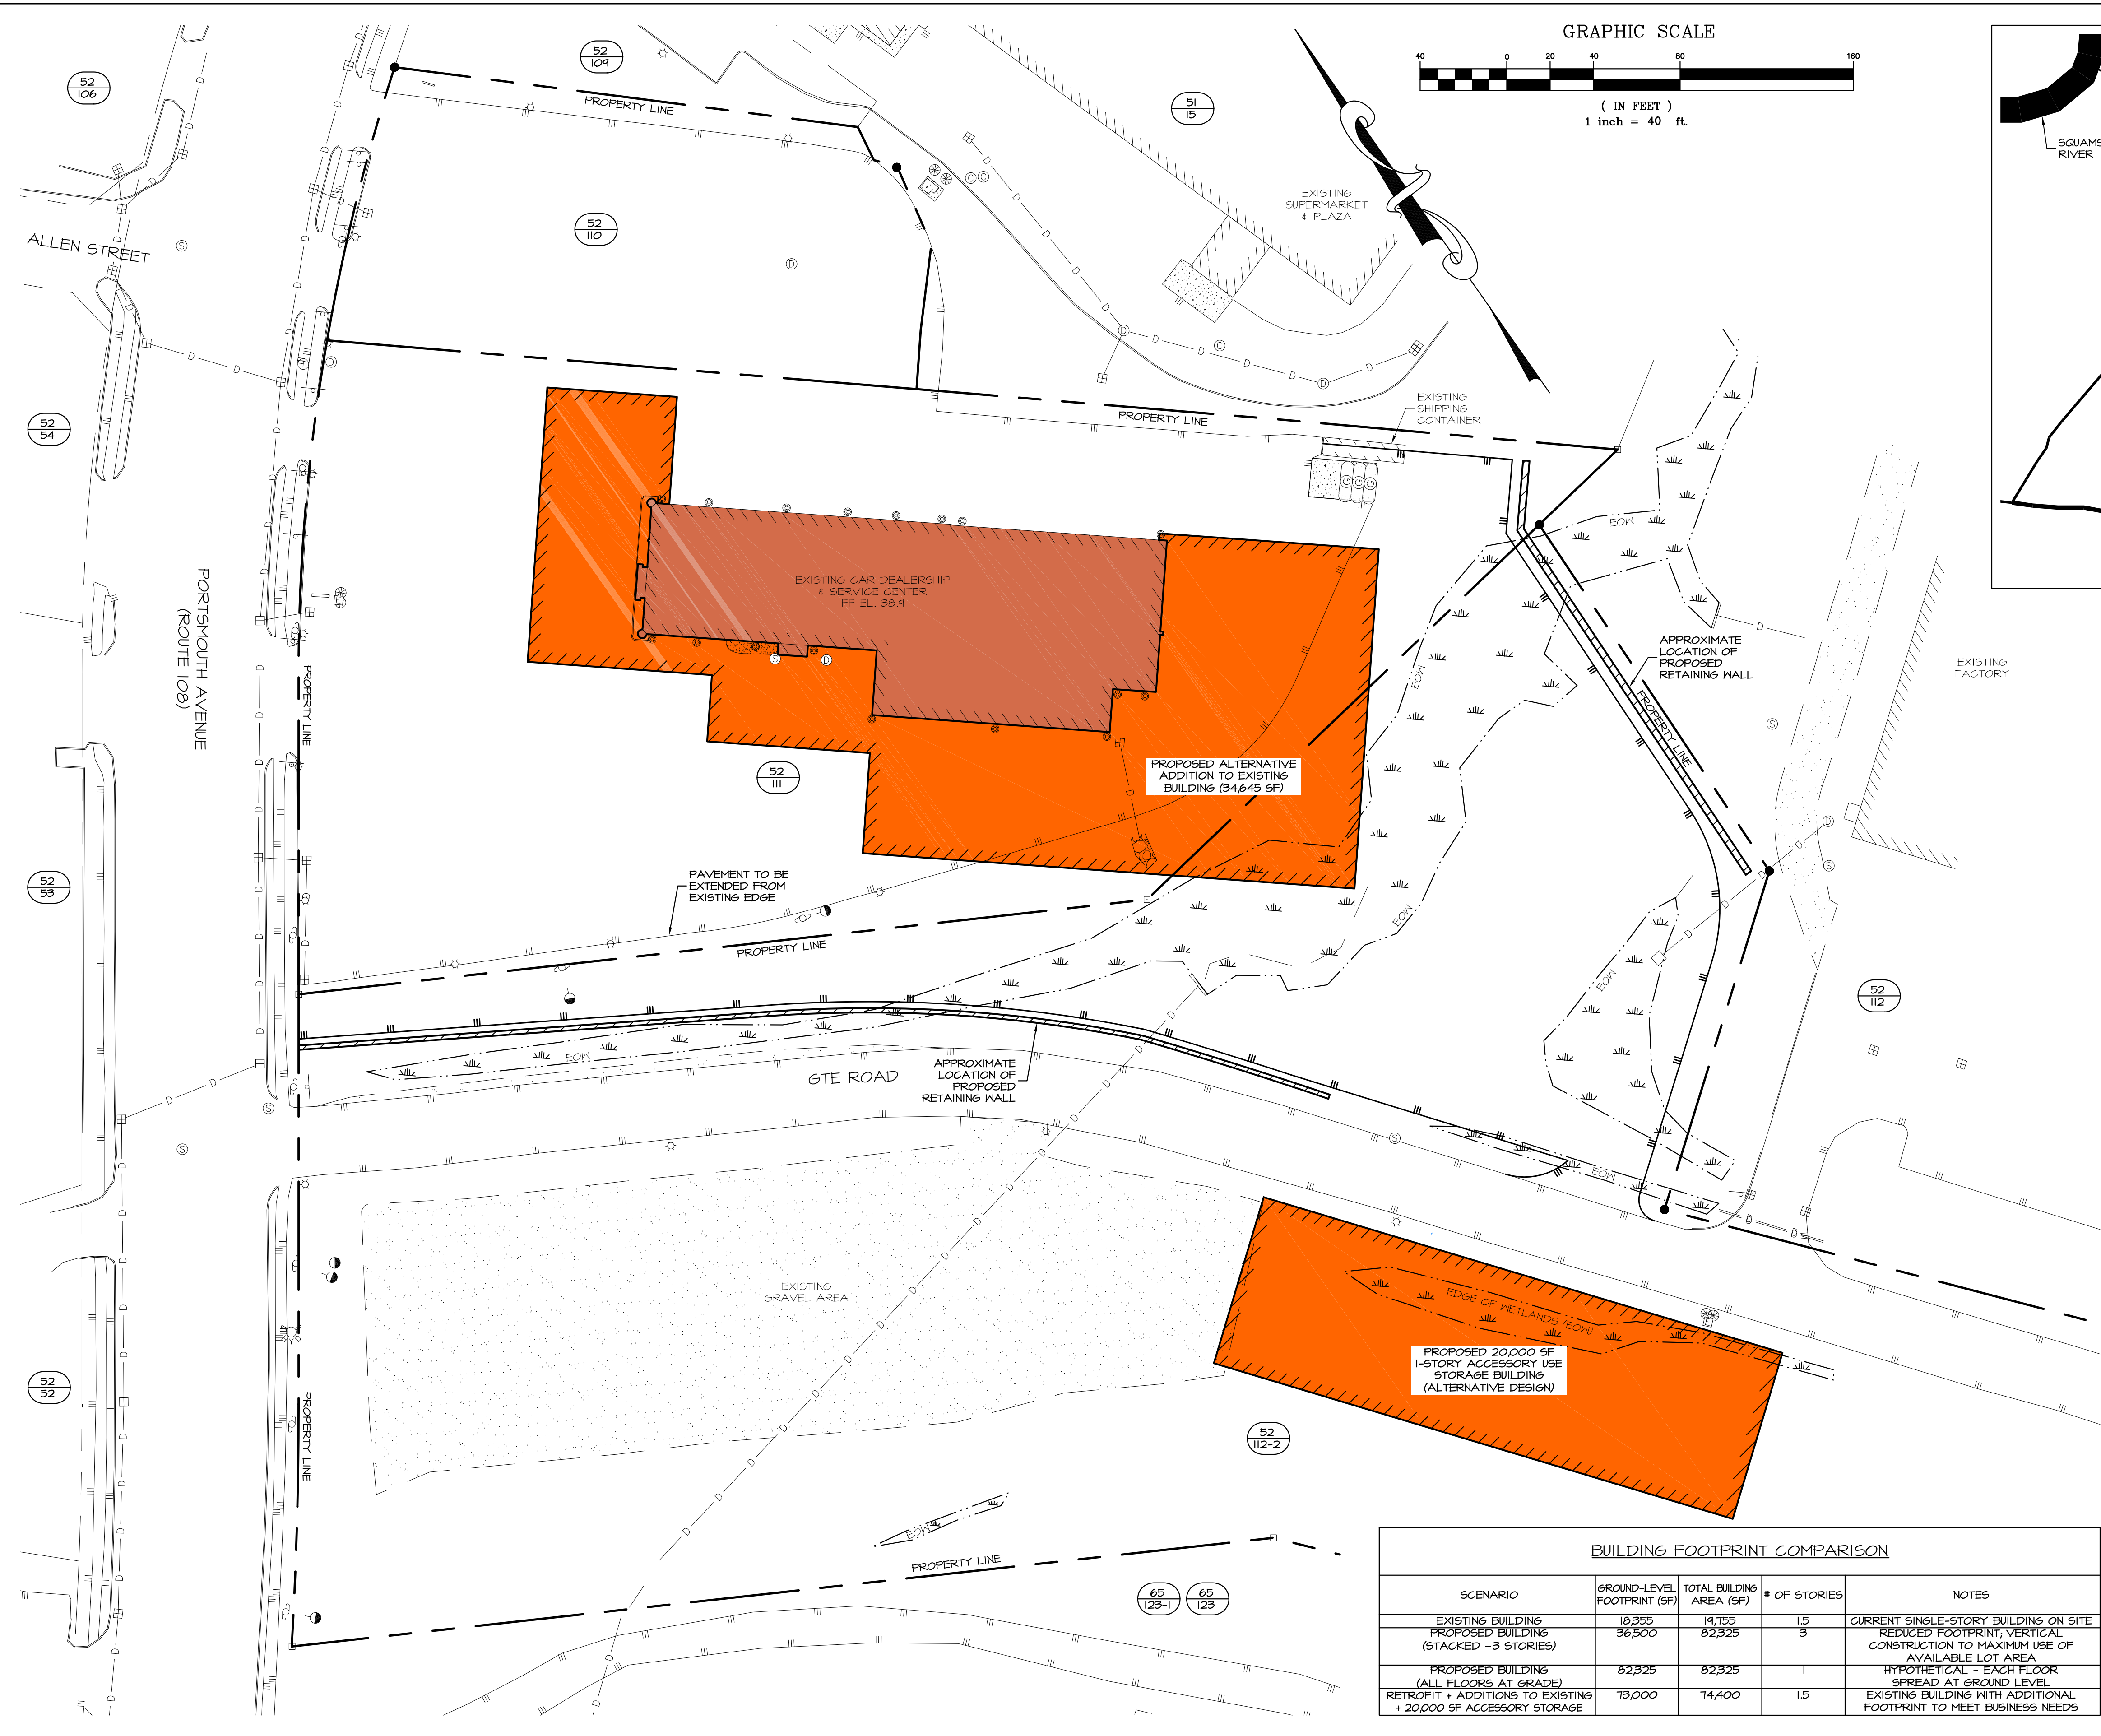 GRAPHIC SCALE
40 0 20 40 80 160
( IN FEET )
1 inch = 40 ft.
RIVER
52
106
52
109
51
15
PROPERTY LINE
52
110
EXISTING
SUPERMARKET
& PLAZA
ALLEN STREET
52
54
EXISTING
SHIPPING
CONTAINER
PROPERTY LINE
G G G
EOW
EXISTING CAR DEALERSHIP
& SERVICE CENTER
FF EL. 38.9
PORTSMOUTH AVENUE
(ROUTE 108)
PROPERTY LINE
APPROXIMATE
LOCATION OF
PROPOSED
RETAINING WALL
EXISTING
FACTORY
EOW
PROPERTY LINE
52
111
PROPOSED ALTERNATIVE
ADDITION TO EXISTING
BUILDING (34,645 SF)
52
53
PAVEMENT TO BE
EXTENDED FROM
EXISTING EDGE
EOW
PROPERTY LINE
EOW
52
112
EOW
GTE ROAD
APPROXIMATE
LOCATION OF
PROPOSED
RETAINING WALL
EOW
EXISTING
GRAVEL AREA
EDGE OF WETLANDS (EOW)
PROPOSED 20,000 SF
1-STORY ACCESSORY USE
STORAGE BUILDING
(ALTERNATIVE DESIGN)
52
52
PROPERTY LINE
52
112-2
EOW
PROPERTY LINE
65
123-1
65
123
BUILDING FOOTPRINT COMPARISON
SCENARIO
GROUND-LEVEL
FOOTPRINT (SF)
TOTAL BUILDING
AREA (SF)
# OF STORIES
NOTES
EXISTING BUILDING 18,355 19,755 1.5 CURRENT SINGLE-STORY BUILDING ON SITE
PROPOSED BUILDING 36,500 82,325 3 REDUCED FOOTPRINT; VERTICAL
(STACKED -3 STORIES) CONSTRUCTION TO MAXIMUM USE OF
AVAILABLE LOT AREA
PROPOSED BUILDING 82,325 82,325 1 HYPOTHETICAL - EACH FLOOR
(ALL FLOORS AT GRADE) SPREAD AT GROUND LEVEL
RETROFIT + ADDITIONS TO EXISTING 73,000 74,400 1.5 EXISTING BUILDING WITH ADDITIONAL
+ 20,000 SF ACCESSORY STORAGE FOOTPRINT TO MEET BUSINESS NEEDS